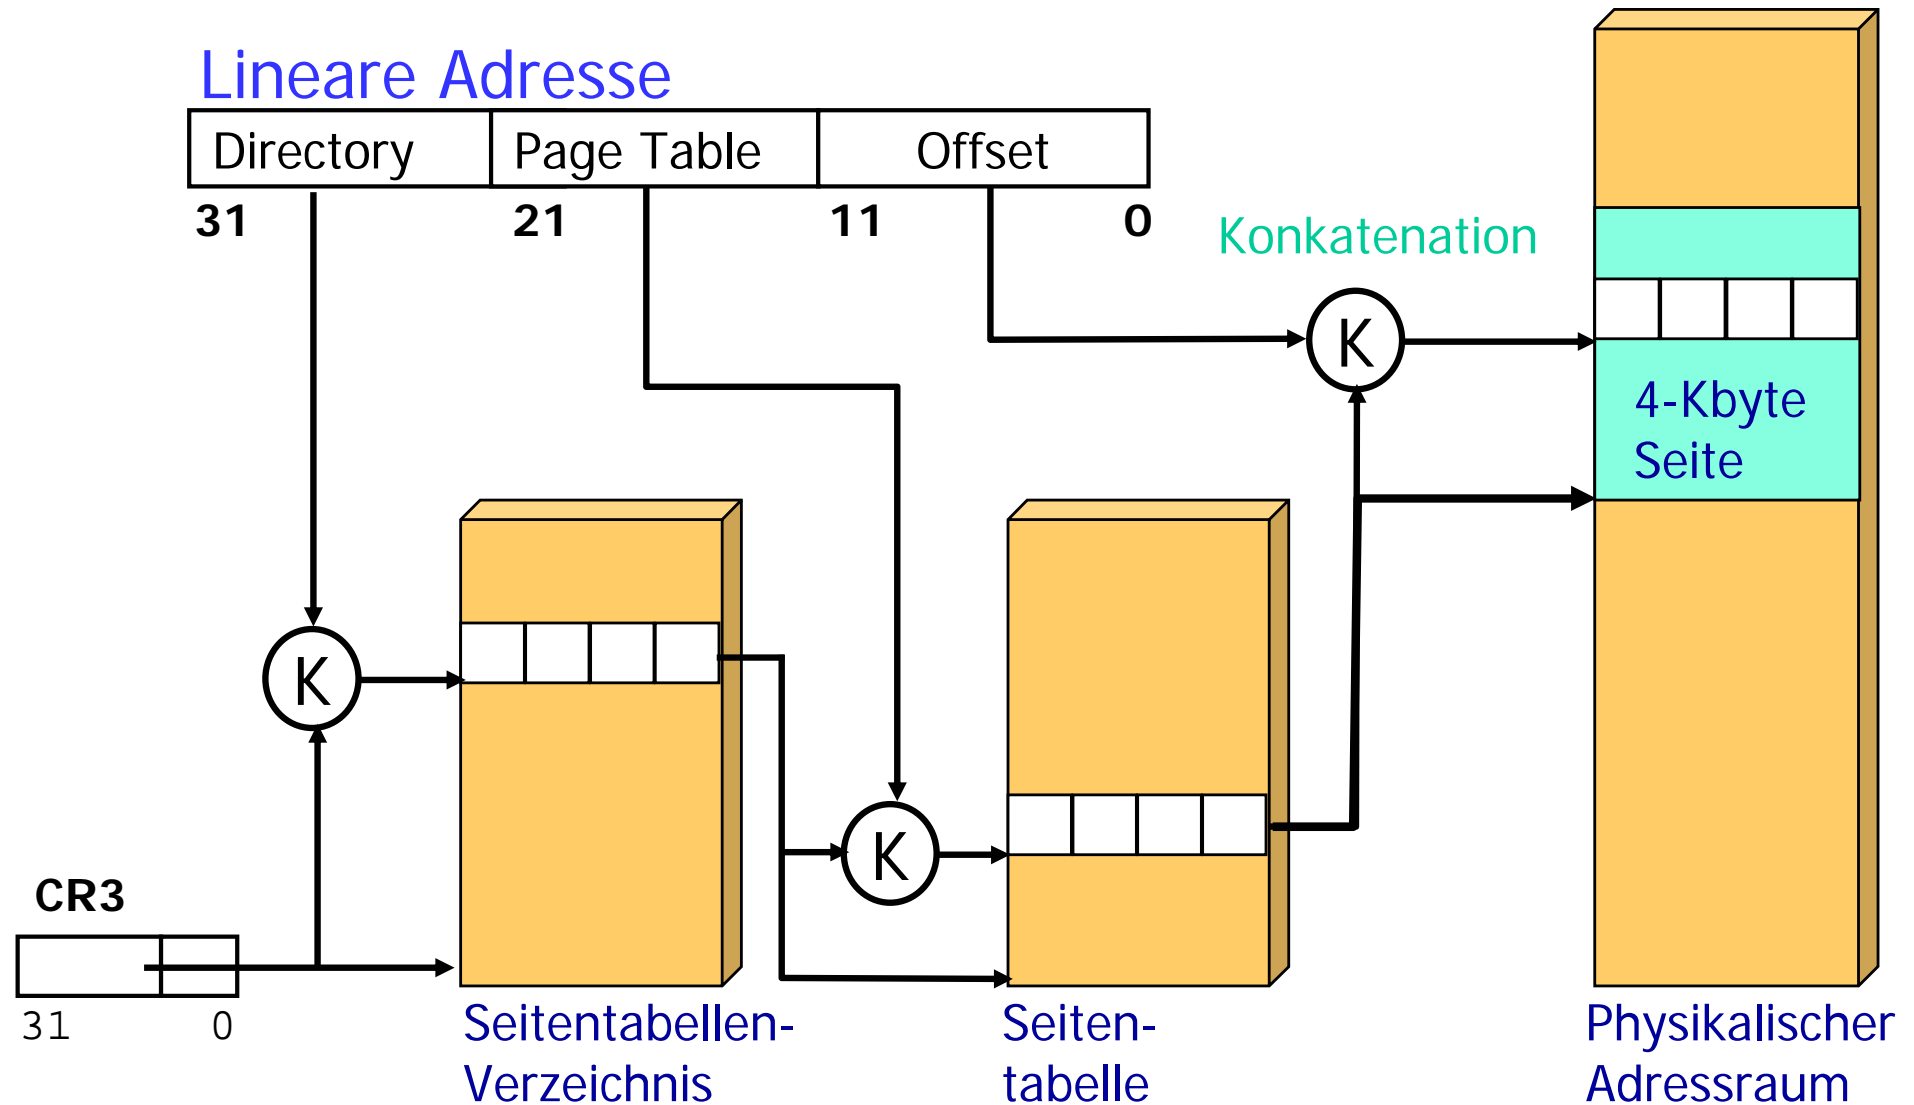 Lineare Adresse
Directory Page Table Offset
31 21 11 0
Konkatenation
K
4-Kbyte
Seite
K
K
CR3
31 0
Seitentabellen-
Verzeichnis
Seiten-
tabelle
Physikalischer
Adressraum